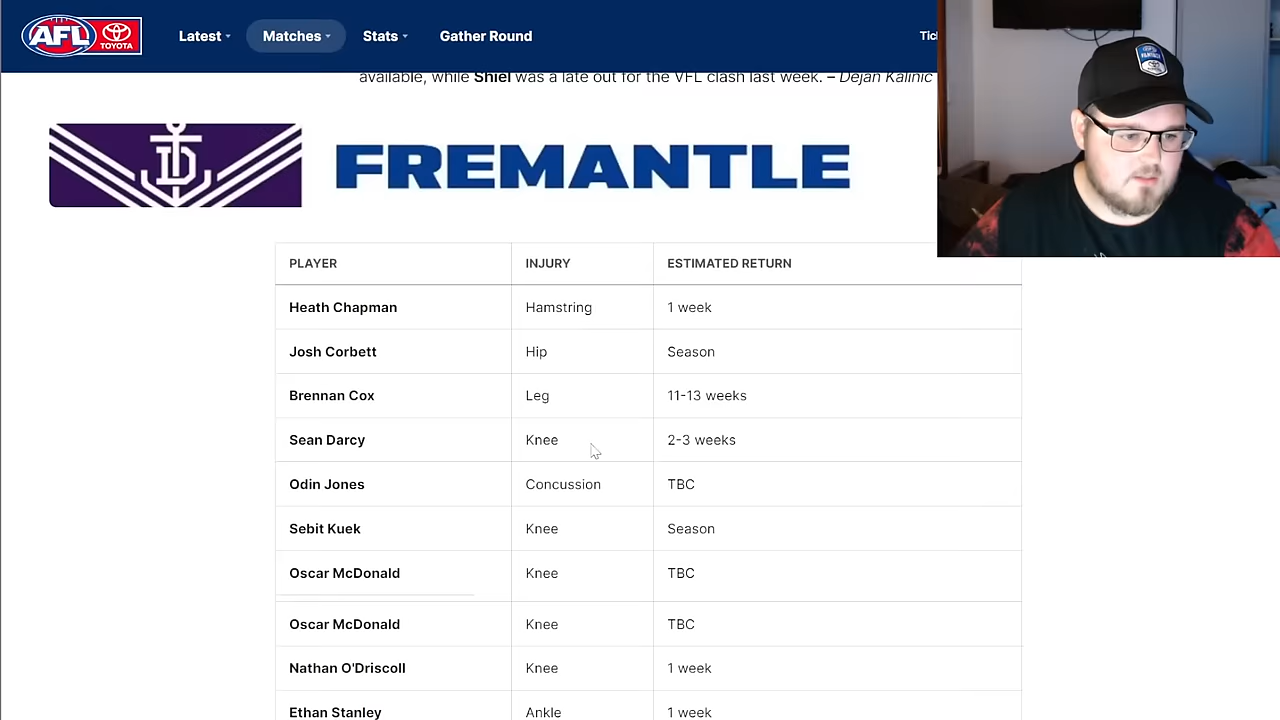 AFL TOYOTA Latest Matches Stats Gather Round
available, while Shiel was a late out for the VFL clash last week. – Dejan Kalinic
FREMANTLE
PLAYER INJURY ESTIMATED RETURN
Heath Chapman Hamstring 1 week
Josh Corbett Hip Season
Brennan Cox Leg 11-13 weeks
Sean Darcy Knee 2-3 weeks
Odin Jones Concussion TBC
Sebit Kuek Knee Season
Oscar McDonald Knee TBC
Oscar McDonald Knee TBC
Nathan O'Driscoll Knee 1 week
Ethan Stanley Ankle 1 week